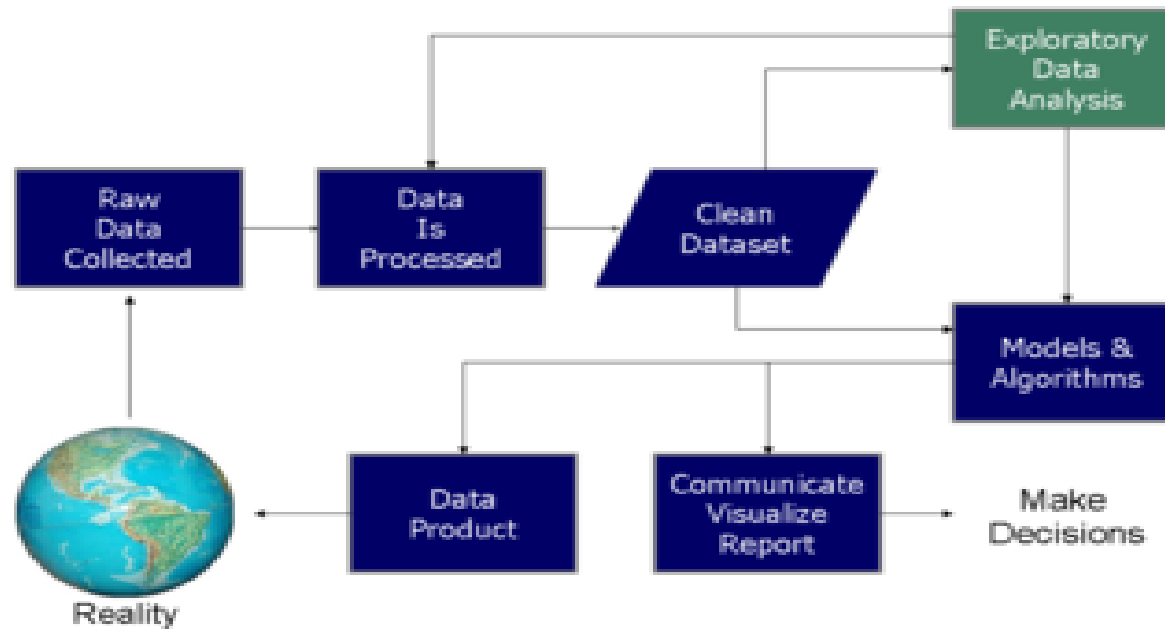 Exploratory
Data
Analysis
Raw
Data
Collected
Data
Is
Processed
Clean
Dataset
Models &
Algorithms
Data
Product
Communicate
Visualize
Report
Make
Decisions
Reality